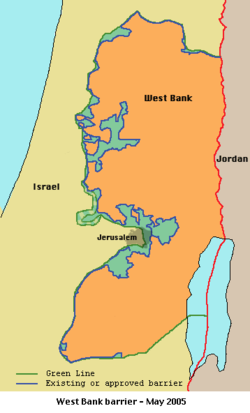 West Bank
Jordan
Israel
Jerusalem
Green Line
Existing or approved barrier
West Bank barrier - May 2005